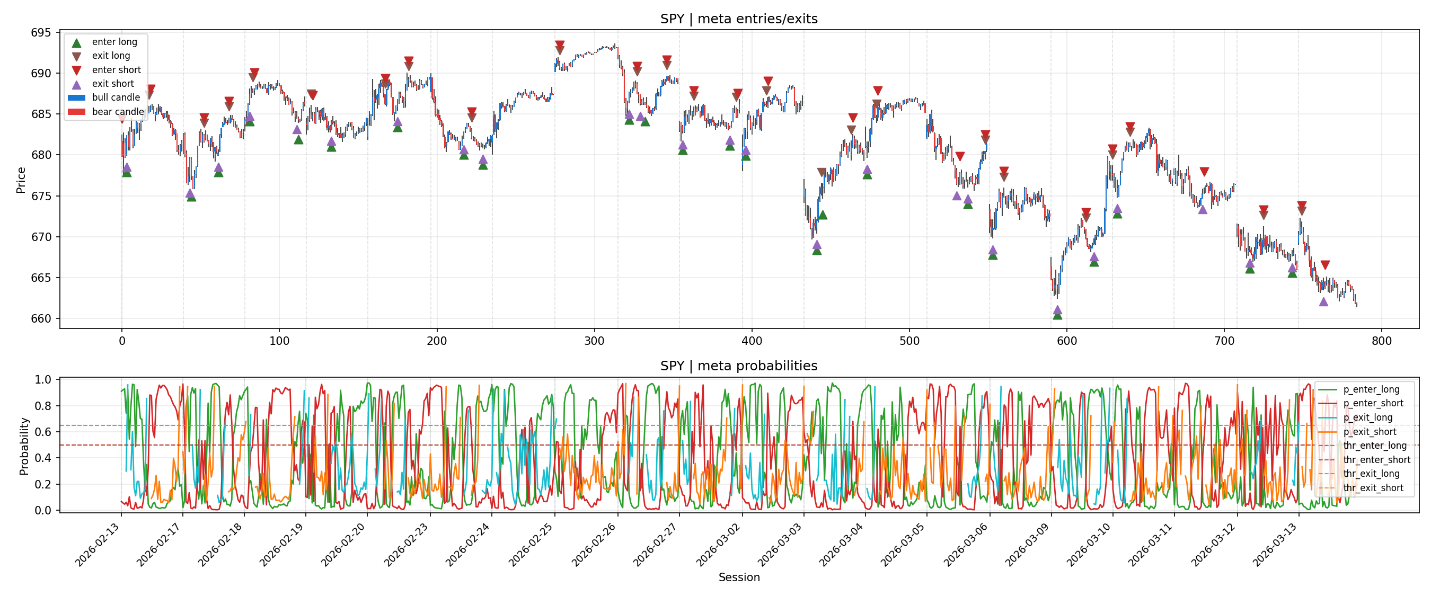 SPY | meta entries/exits
enter long
exit long
enter short
exit short
bull candle
bear candle
Price
695
690
685
680
675
670
665
660
0
100
200
300
400
500
600
700
800
SPY | meta probabilities
Probability
1.0
0.8
0.6
0.4
0.2
0.0
p_enter_long
p_enter_short
p_exit_long
p_exit_short
thr_enter_long
thr_enter_short
thr_exit_long
thr_exit_short
2026-02-13
2026-02-17
2026-02-18
2026-02-19
2026-02-20
2026-02-23
2026-02-24
2026-02-25
2026-02-26
2026-02-27
2026-03-02
2026-03-03
2026-03-04
2026-03-05
2026-03-06
2026-03-09
2026-03-10
2026-03-11
2026-03-12
2026-03-13
Session